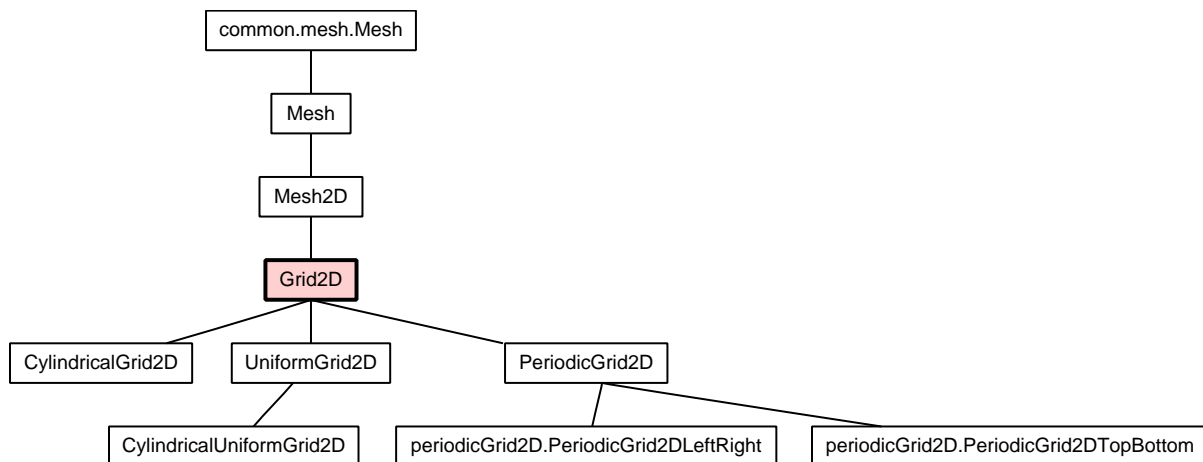 common.mesh.Mesh
Mesh
Mesh2D
Grid2D
CylindricalGrid2D
UniformGrid2D
PeriodicGrid2D
CylindricalUniformGrid2D
periodicGrid2D.PeriodicGrid2DLeftRight
periodicGrid2D.PeriodicGrid2DTopBottom